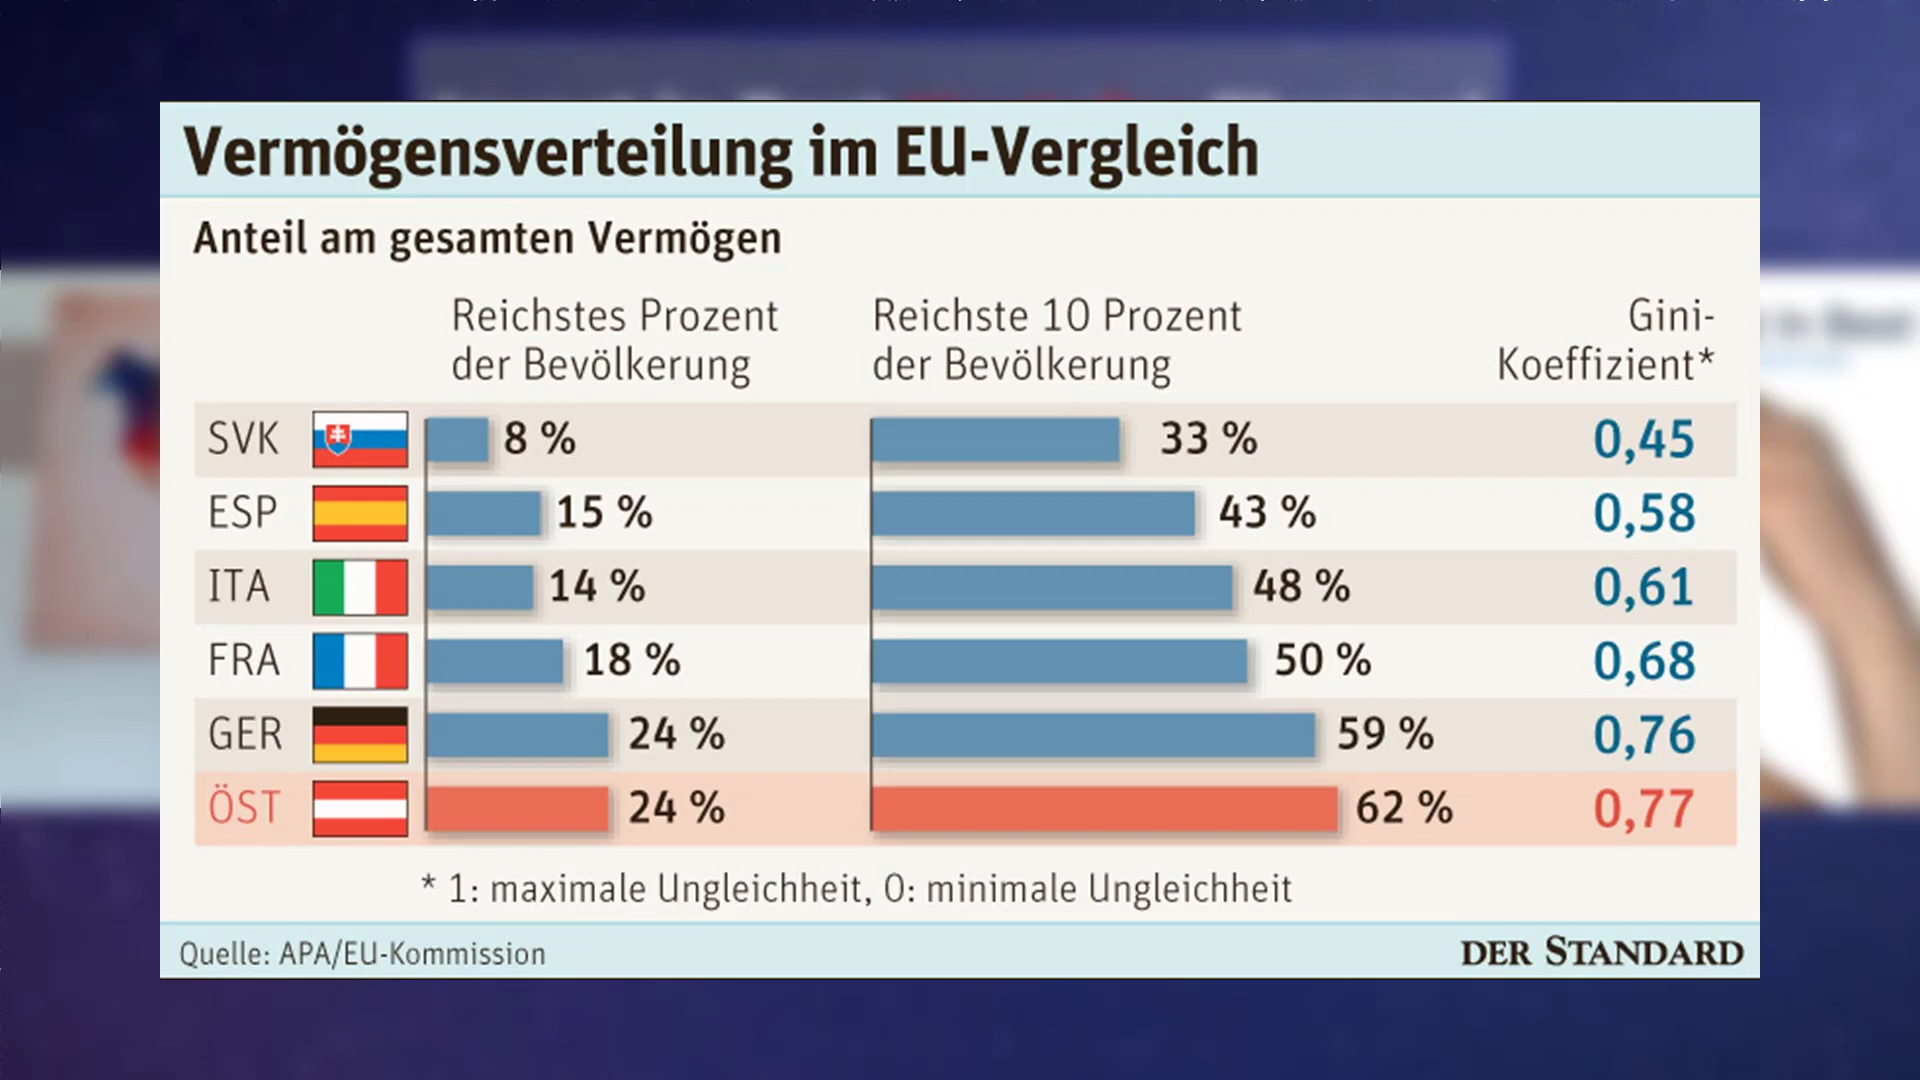 Vermögensverteilung im EU-Vergleich
Anteil am gesamten Vermögen
Reichstes Prozent
der Bevölkerung
Reichste 10 Prozent
der Bevölkerung
Gini-
Koeffizient*
SVK 8 % 33 % 0,45
ESP 15 % 43 % 0,58
ITA 14 % 48 % 0,61
FRA 18 % 50 % 0,68
GER 24 % 59 % 0,76
ÖST 24 % 62 % 0,77
* 1: maximale Ungleichheit, 0: minimale Ungleichheit
Quelle: APA/EU-Kommission
DER STANDARD